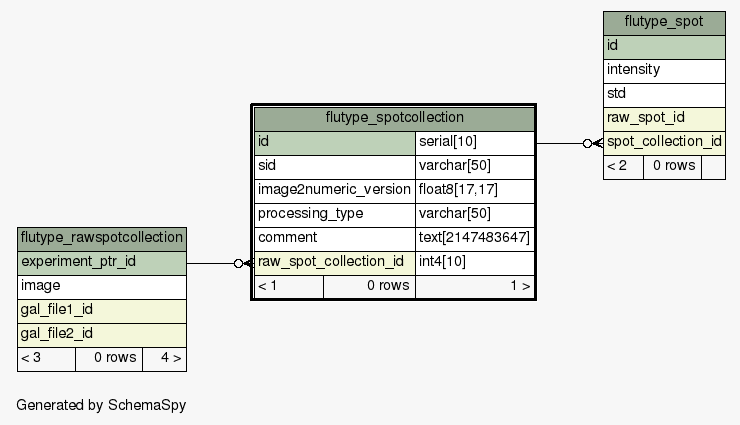 flutype_spot
id
intensity
std
raw_spot_id
spot_collection_id
< 2 0 rows
flutype_spotcollection
id serial[10]
sid varchar[50]
image2numeric_version float8[17,17]
processing_type varchar[50]
comment text[2147483647]
raw_spot_collection_id int4[10]
< 1 0 rows 1 >
flutype_rawspotcollection
experiment_ptr_id
image
gal_file1_id
gal_file2_id
< 3 0 rows 4 >
Generated by SchemaSpy